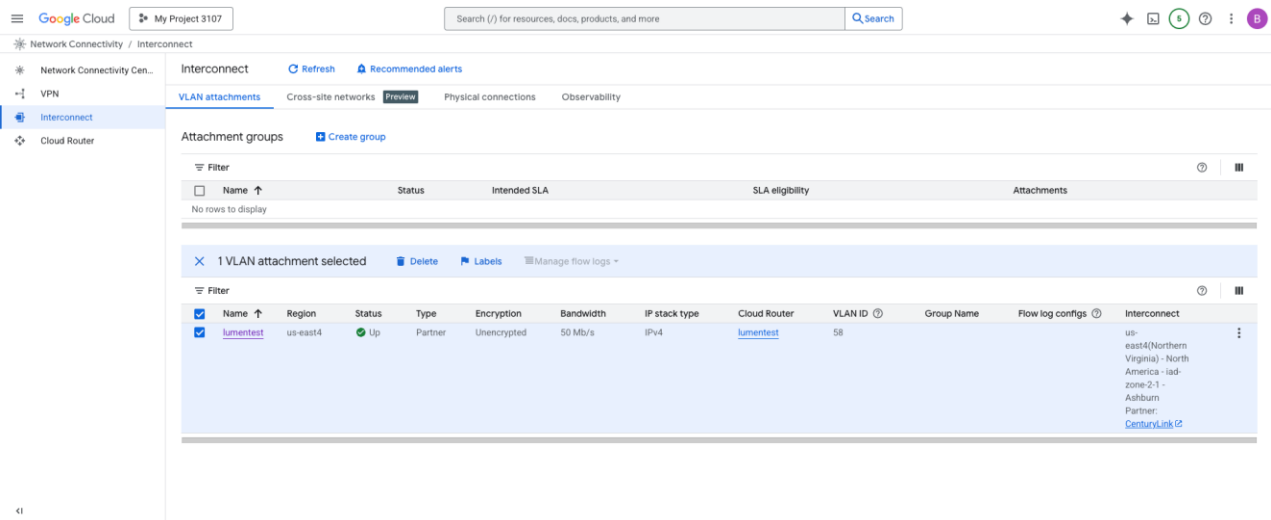 Google Cloud
My Project 3107
Search (/) for resources, docs, products, and more
Search
5
B
Network Connectivity / Interconnect
Network Connectivity Cen...
VPN
Interconnect
Cloud Router
Interconnect
Refresh
Recommended alerts
VLAN attachments
Cross-site networks Preview
Physical connections
Observability
Attachment groups
Create group
Filter
Name Status Intended SLA SLA eligibility Attachments
No rows to display
1 VLAN attachment selected
Delete
Labels
Manage flow logs
Filter
Name Region Status Type Encryption Bandwidth IP stack type Cloud Router VLAN ID Group Name Flow log configs Interconnect
lumentest us-east4 Up Partner Unencrypted 50 Mb/s IPv4 lumentest 58
us-
east4(Northern
Virginia) - North
America - iad-
zone-2-1 -
Ashburn
Partner:
CenturyLink